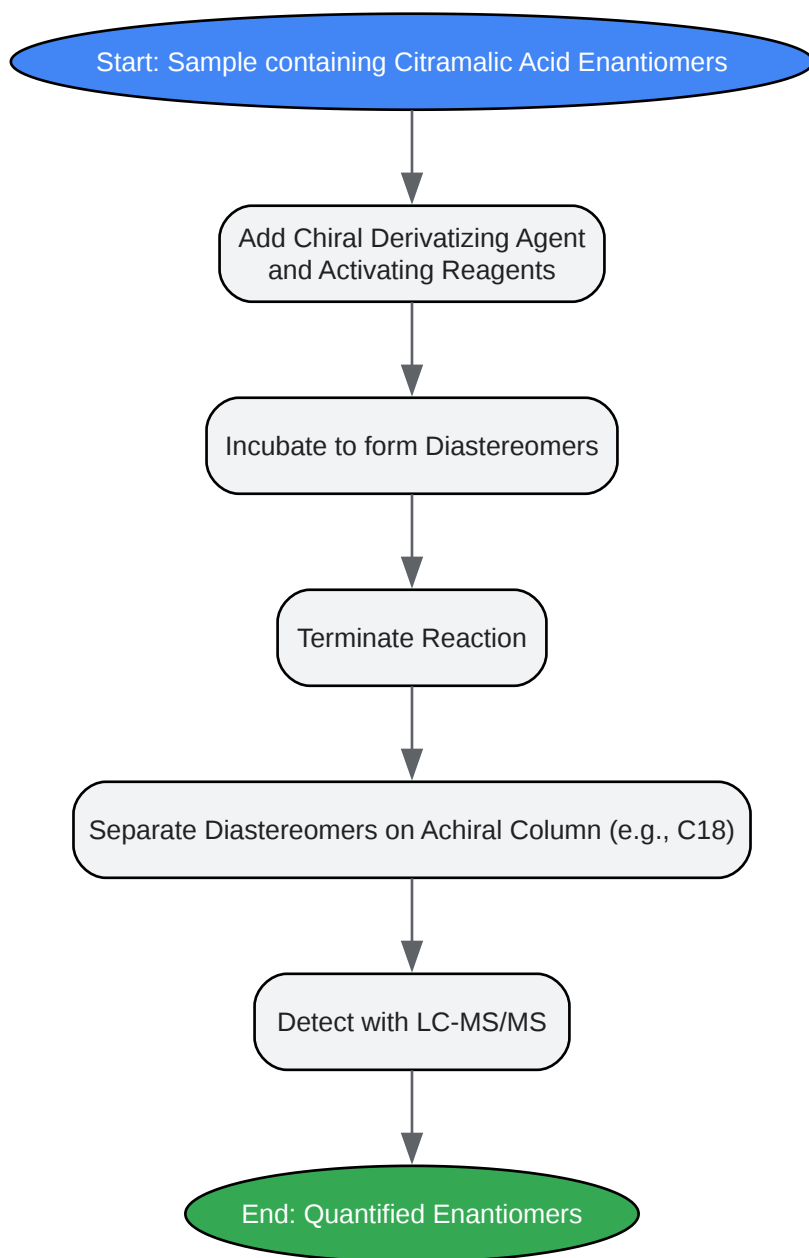 Start: Sample containing Citramalic Acid Enantiomers
Add Chiral Derivatizing Agent
and Activating Reagents
Incubate to form Diastereomers
Terminate Reaction
Separate Diastereomers on Achiral Column (e.g., C18)
Detect with LC-MS/MS
End: Quantified Enantiomers